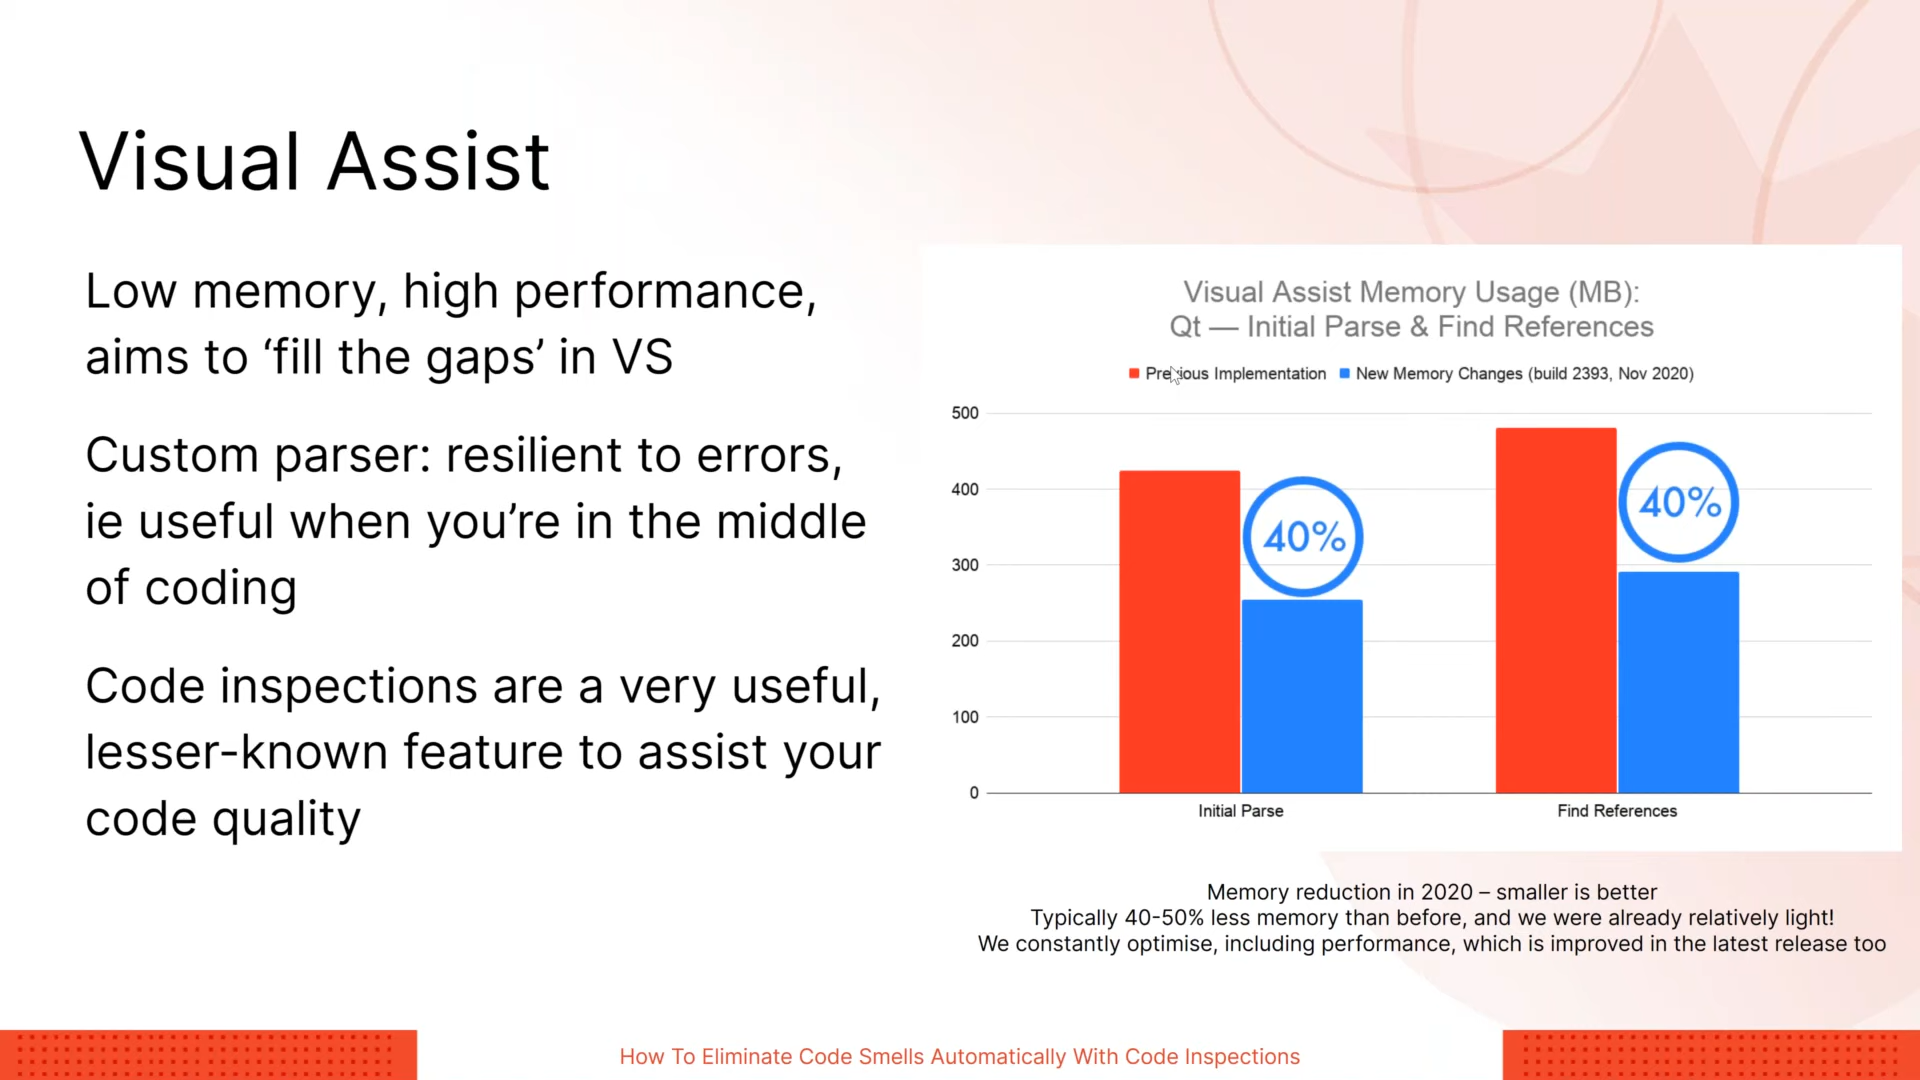 Visual Assist
Low memory, high performance,
aims to ‘fill the gaps’ in VS
Custom parser: resilient to errors,
ie useful when you’re in the middle
of coding
Code inspections are a very useful,
lesser-known feature to assist your
code quality
Visual Assist Memory Usage (MB):
Qt — Initial Parse & Find References
Previous Implementation New Memory Changes (build 2393, Nov 2020)
500
400
300
200
100
0
40%
40%
Initial Parse Find References
Memory reduction in 2020 – smaller is better
Typically 40-50% less memory than before, and we were already relatively light!
We constantly optimise, including performance, which is improved in the latest release too
How To Eliminate Code Smells Automatically With Code Inspections